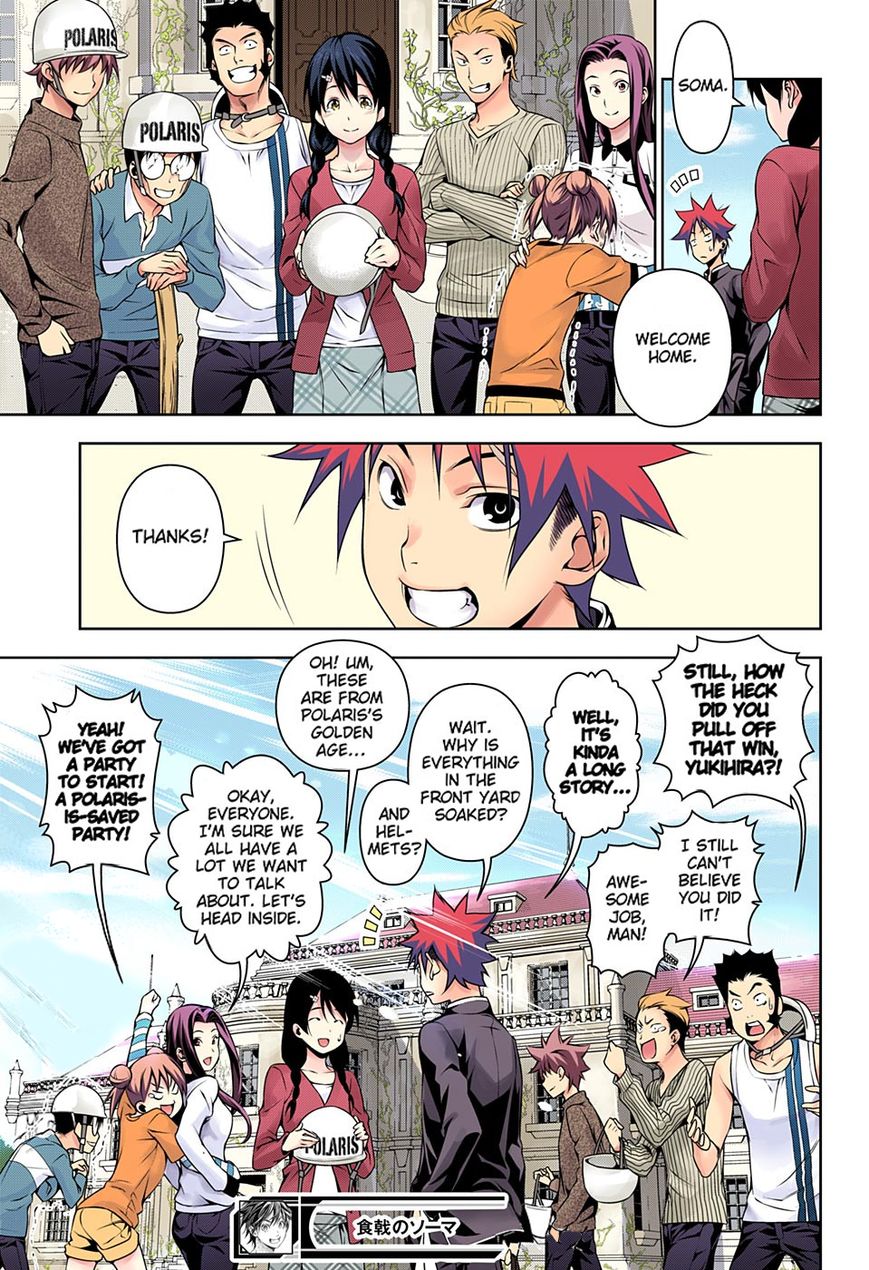 SOMA.
POLARIS
POLARIS
WELCOME
HOME.
THANKS!
STILL, HOW
THE HECK
DID YOU
PULL OFF
THAT WIN,
YUKIHIRA?!
I STILL
CAN'T
BELIEVE
YOU DID
IT!
AWE-
SOME
JOB,
MAN!
WELL,
IT'S
KINDA
A LONG
STORY...
WAIT.
WHY IS
EVERYTHING
IN THE
FRONT YARD
SOAKED?
AND
HEL-
METS?
OH! UM,
THESE
ARE FROM
POLARIS'S
GOLDEN
AGE...
OKAY,
EVERYONE.
I'M SURE WE
ALL HAVE A
LOT WE WANT
TO TALK
ABOUT. LET'S
HEAD INSIDE.
YEAH!
WE'VE GOT
A PARTY
TO START!
A POLARIS-
IS-SAVED
PARTY!
POLARIS
食戟のソーマ